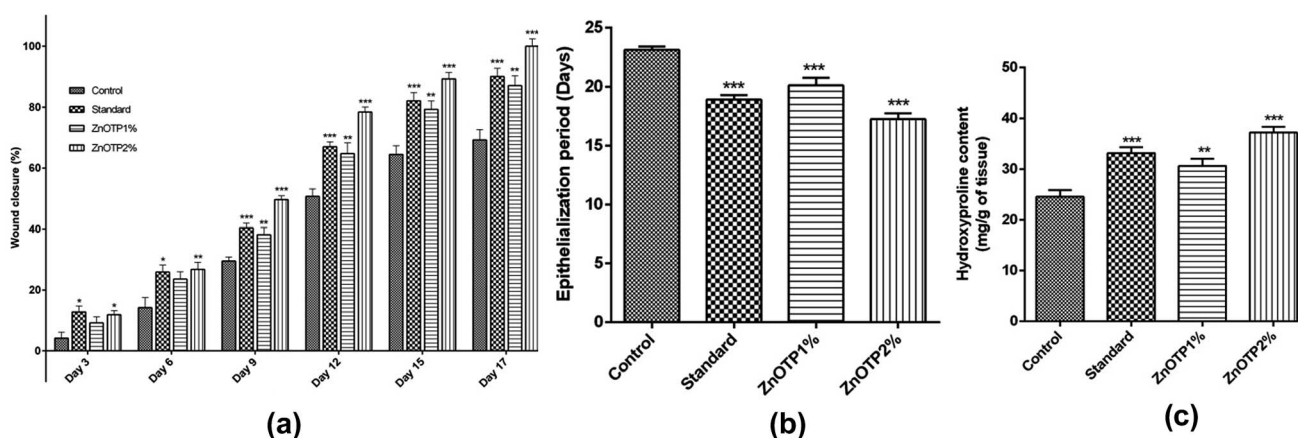 100
80
60
40
20
0
Wound closure (%)
Control
Standard
ZnOTP1%
ZnOTP2%
* *
* **
*** ** ***
*** ** ***
*** ** ***
*** ** ***
Day 3 Day 6 Day 9 Day 12 Day 15 Day 17
(a)
25
20
15
10
5
0
Epithelialization period (Days)
*** *** ***
Control Standard ZnOTP1% ZnOTP2%
(b)
50
40
30
20
10
0
Hydroxyproline content
(mg/g of tissue)
*** ** ***
Control Standard ZnOTP1% ZnOTP2%
(c)